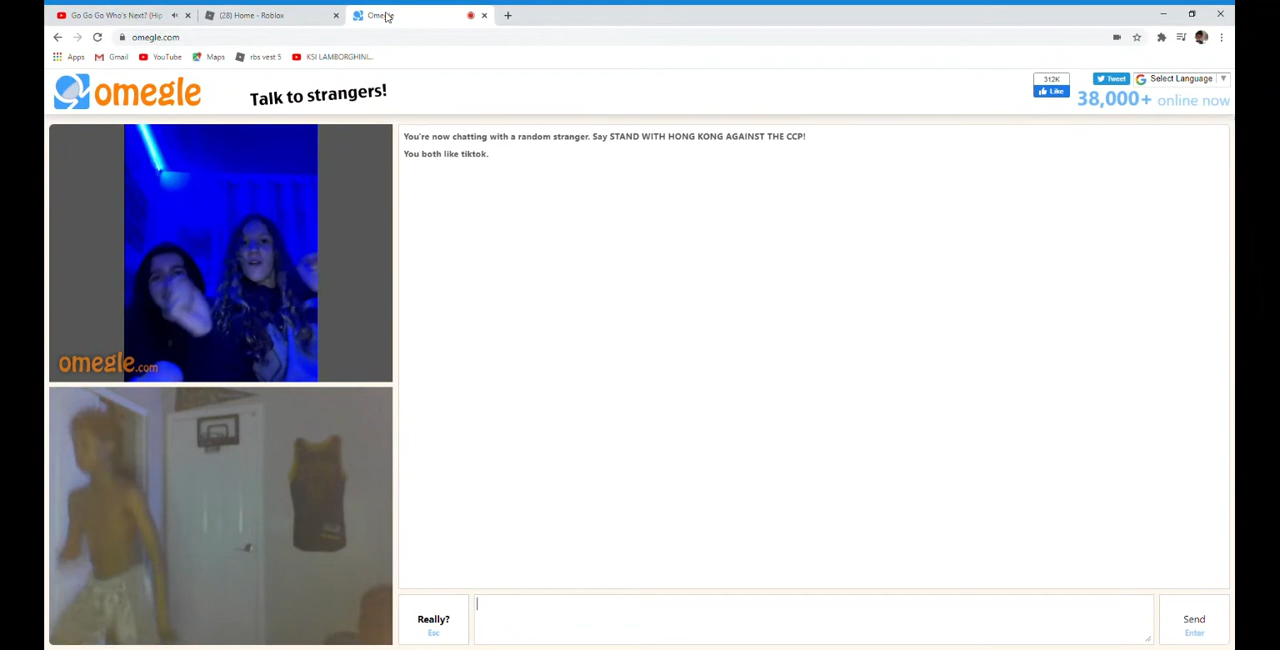 Go Go Go Who's Next? (Hip
(28) Home - Roblox
Omegle
omegle.com
Apps
Gmail
YouTube
Maps
rbs vest 5
KSI LAMBORGHINI...
omegle
Talk to strangers!
312K
Like
Tweet
Select Language
38,000+ online now
You're now chatting with a random stranger. Say STAND WITH HONG KONG AGAINST THE CCP!
You both like tiktok.
omegle.com
Really?
Esc
Send
Enter